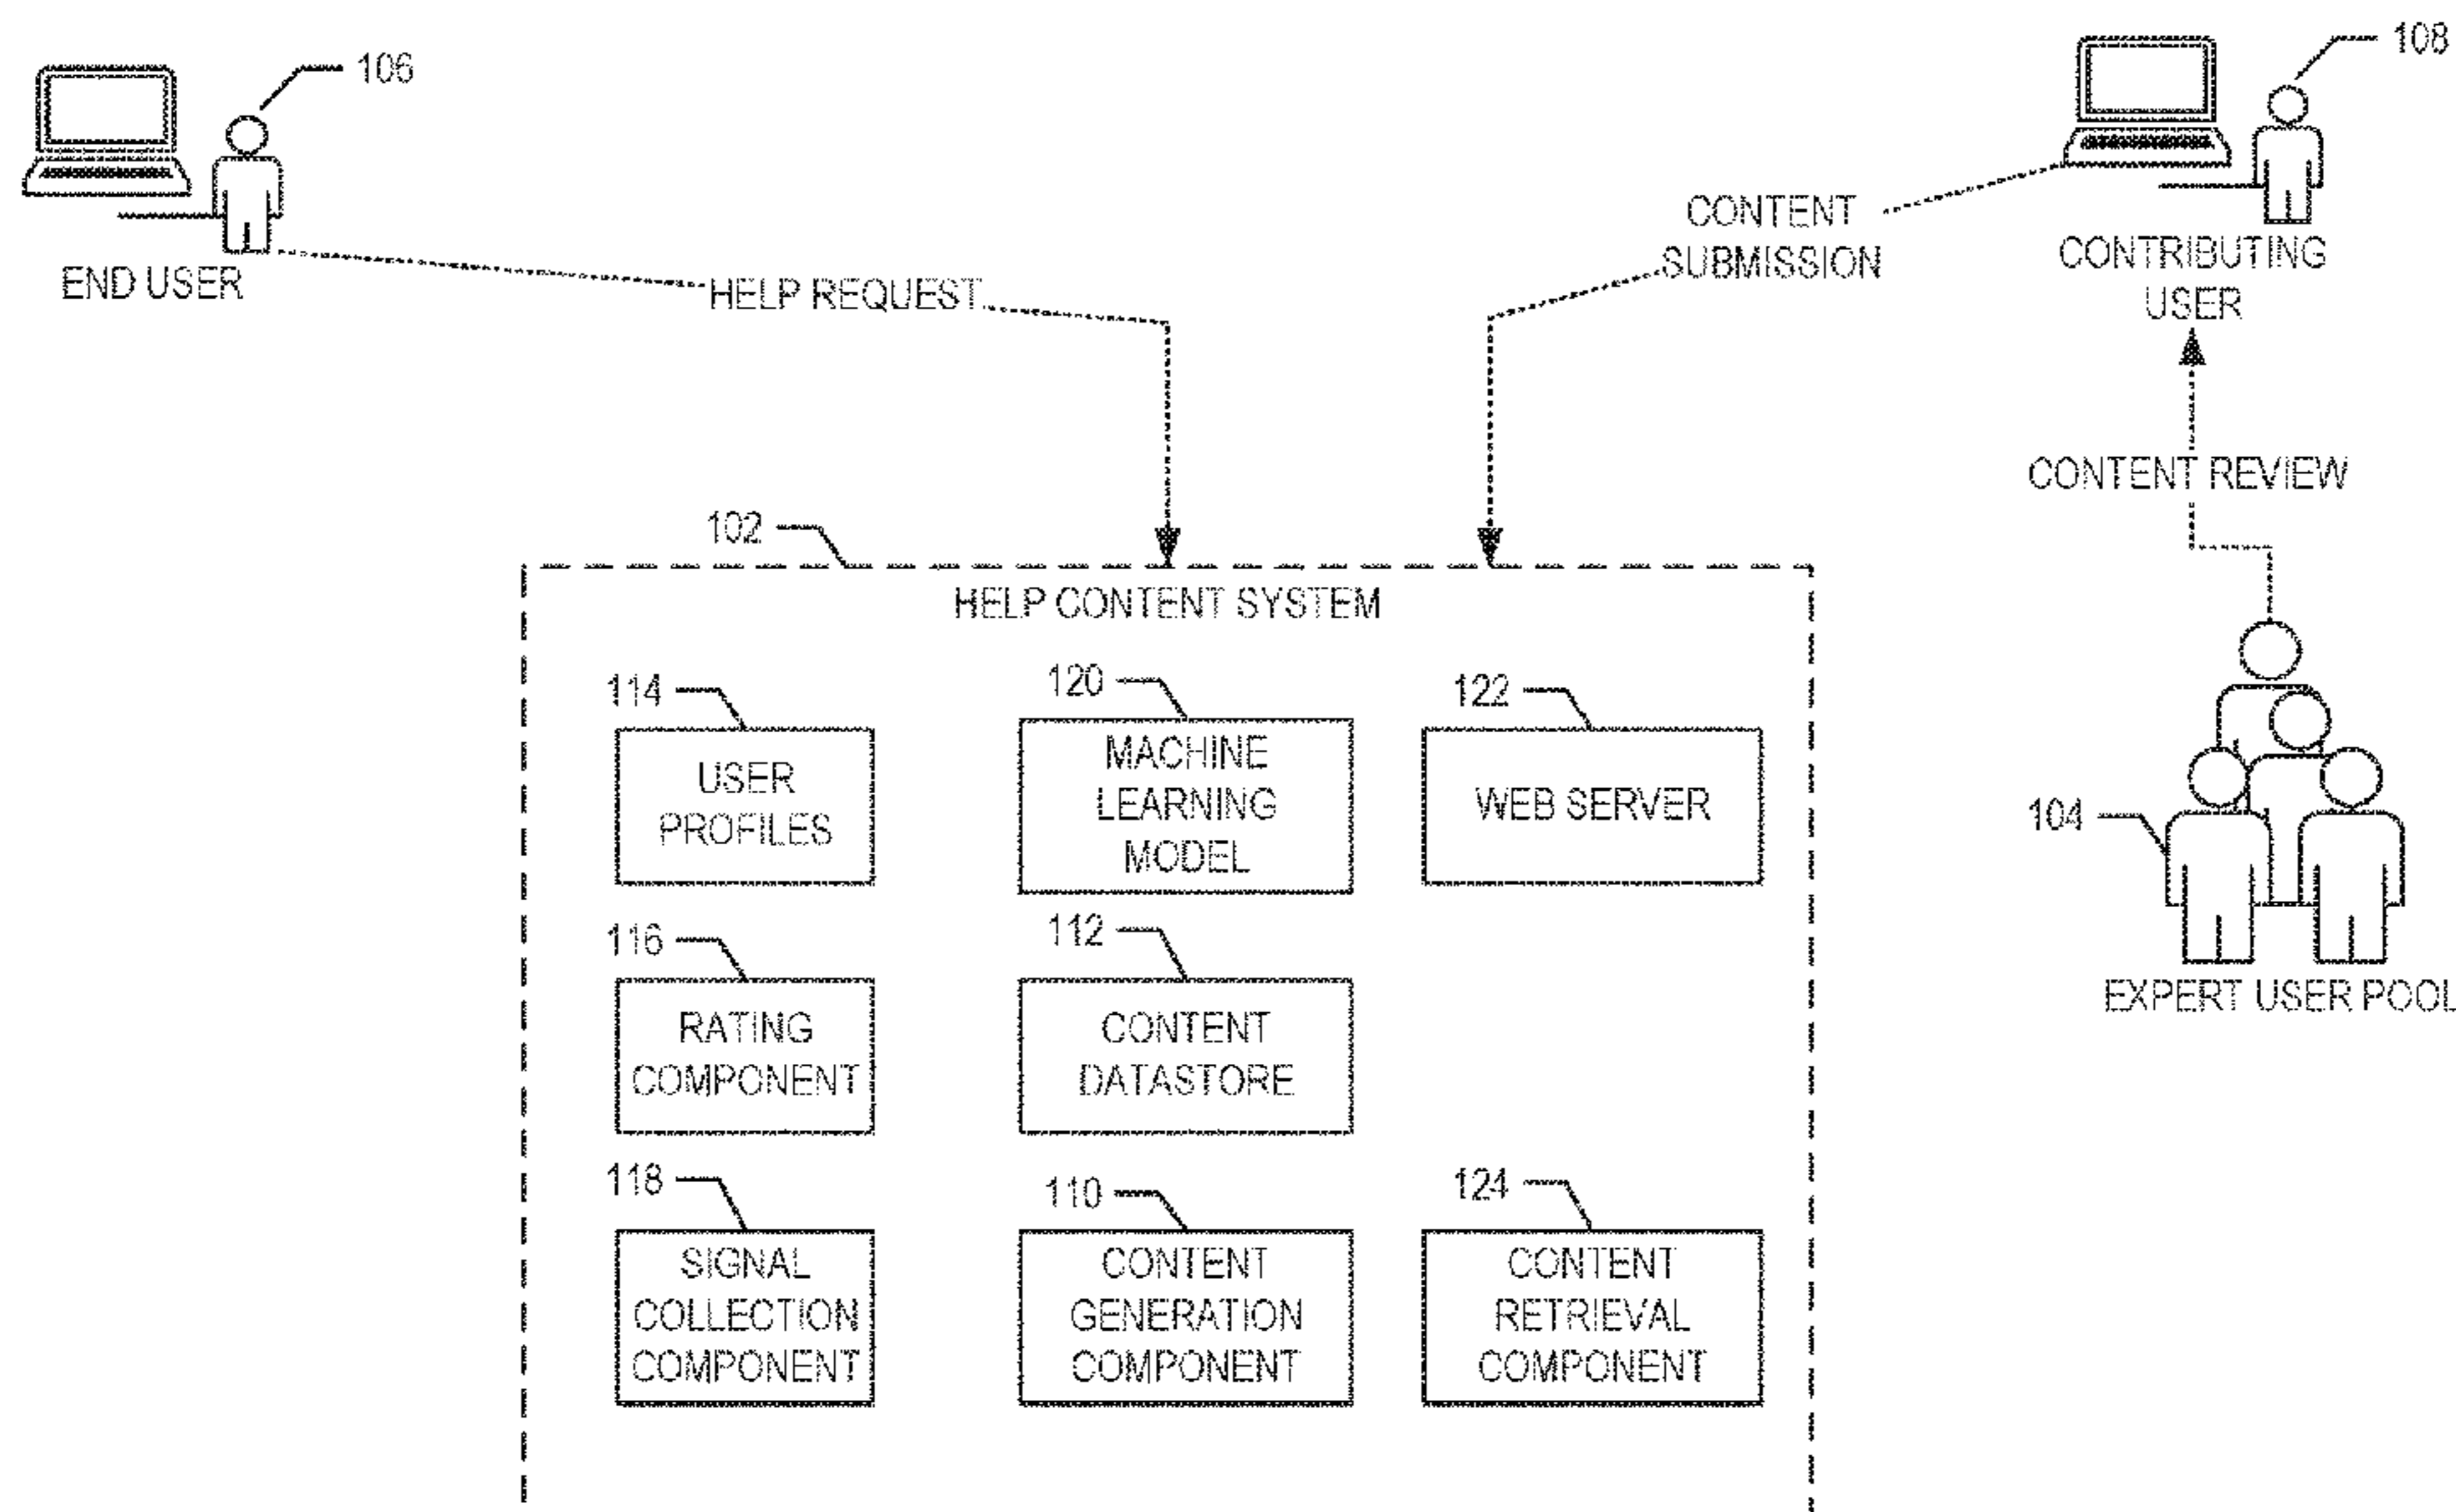 106
END USER
HELP REQUEST
108
CONTRIBUTING
USER
CONTENT
SUBMISSION
CONTENT REVIEW
104
EXPERT USER POOL
102
HELP CONTENT SYSTEM
114
USER
PROFILES
120
MACHINE
LEARNING
MODEL
122
WEB SERVER
116
RATING
COMPONENT
112
CONTENT
DATASTORE
118
SIGNAL
COLLECTION
COMPONENT
110
CONTENT
GENERATION
COMPONENT
124
CONTENT
RETRIEVAL
COMPONENT